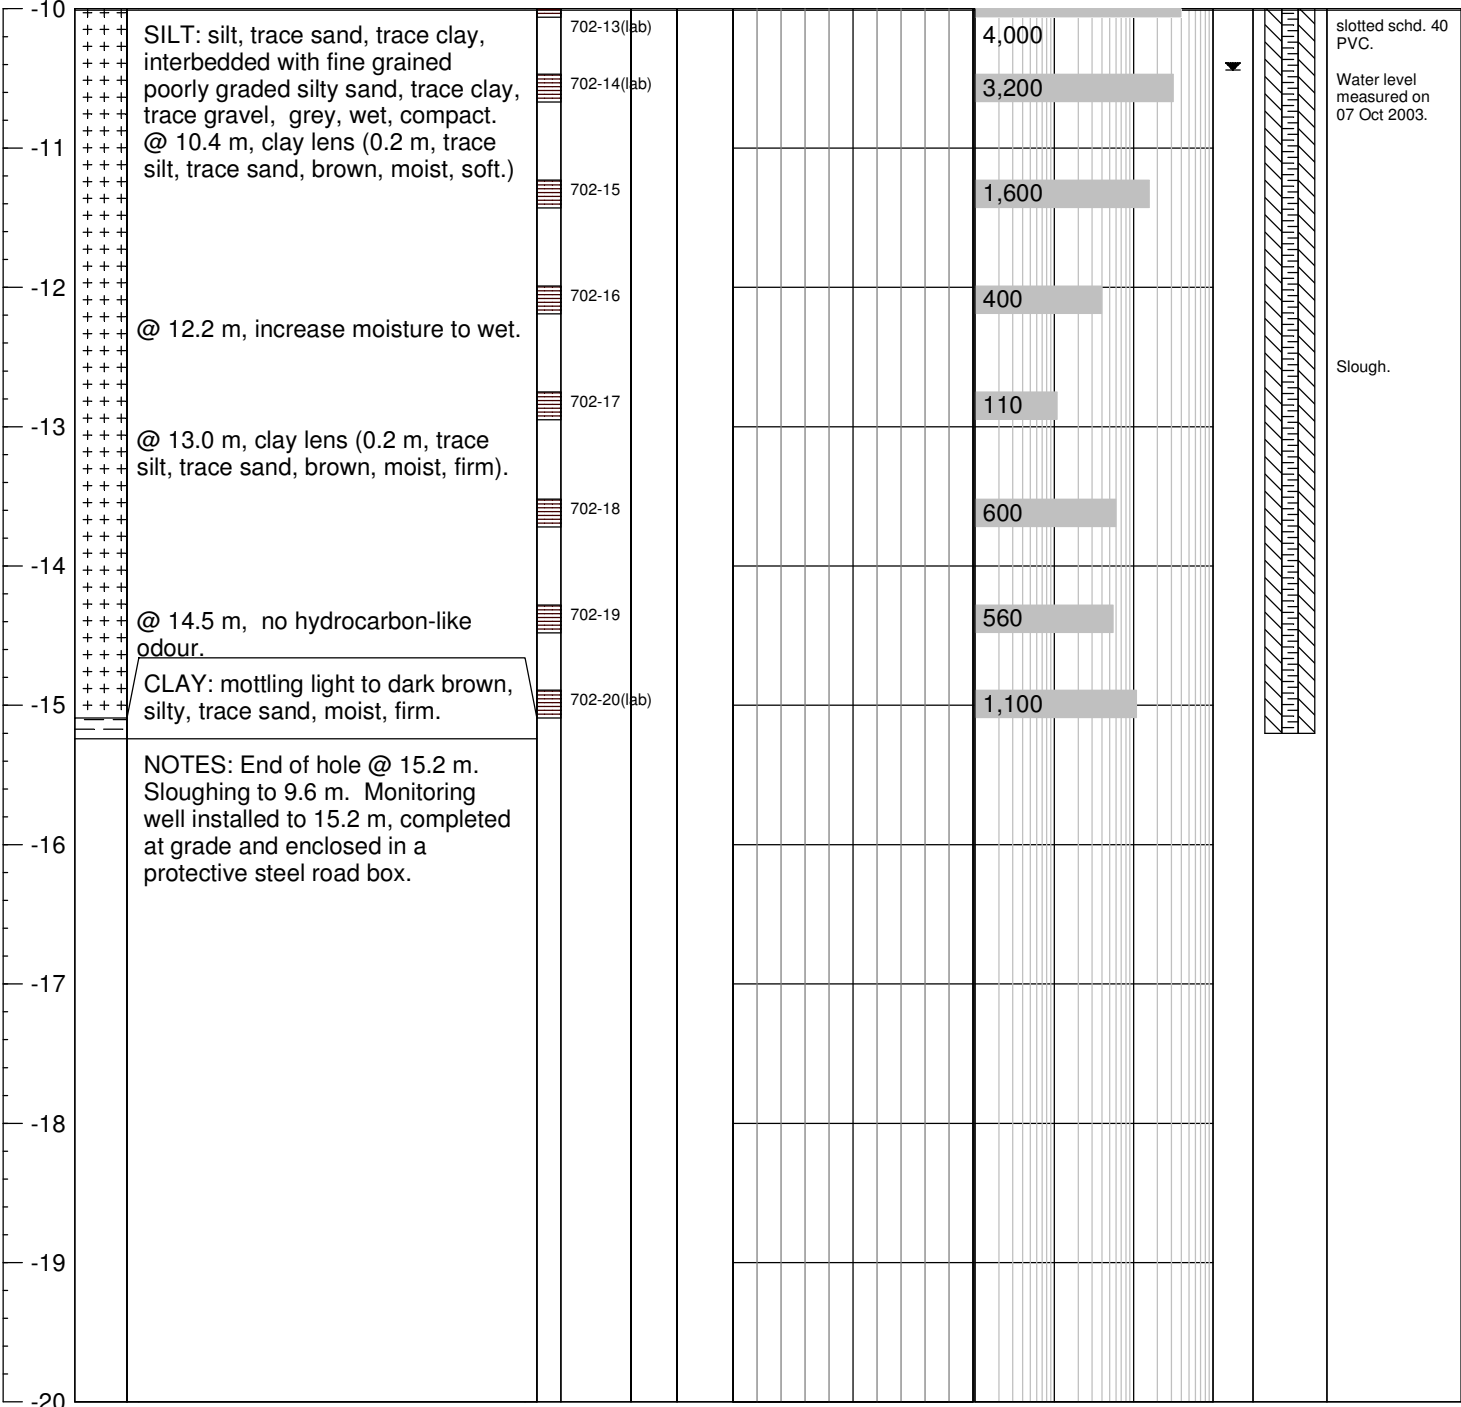 -10
-11
-12
-13
-14
-15
-16
-17
-18
-19
-20
SILT: silt, trace sand, trace clay,
interbedded with fine grained
poorly graded silty sand, trace clay,
trace gravel,  grey, wet, compact.
@ 10.4 m, clay lens (0.2 m, trace
silt, trace sand, brown, moist, soft.)
@ 12.2 m, increase moisture to wet.
@ 13.0 m, clay lens (0.2 m, trace
silt, trace sand, brown, moist, firm).
@ 14.5 m,  no hydrocarbon-like
odour.
CLAY: mottling light to dark brown,
silty, trace sand, moist, firm.
NOTES: End of hole @ 15.2 m.
Sloughing to 9.6 m.  Monitoring
well installed to 15.2 m, completed
at grade and enclosed in a
protective steel road box.
702-13(lab)
702-14(lab)
702-15
702-16
702-17
702-18
702-19
702-20(lab)
4,000
3,200
1,600
400
110
600
560
1,100
slotted schd. 40
PVC.
Water level
measured on
07 Oct 2003.
Slough.